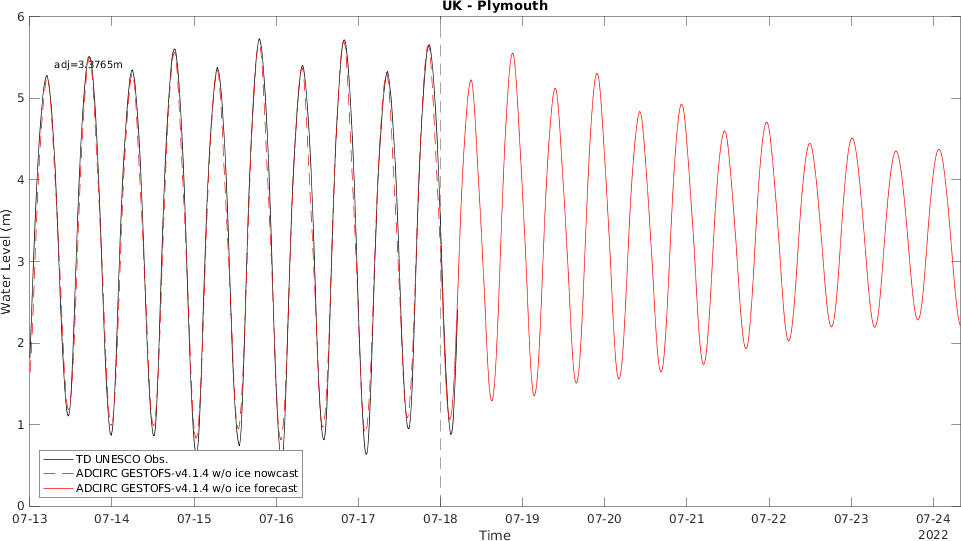 UK - Plymouth
6
adj=3.3765m
5
4
3
2
1
0
Water Level (m)
TD UNESCO Obs.
ADCIRC GESTOFS-v4.1.4 w/o ice nowcast
ADCIRC GESTOFS-v4.1.4 w/o ice forecast
07-13 07-14 07-15 07-16 07-17 07-18 07-19 07-20 07-21 07-22 07-23 07-24
Time 2022